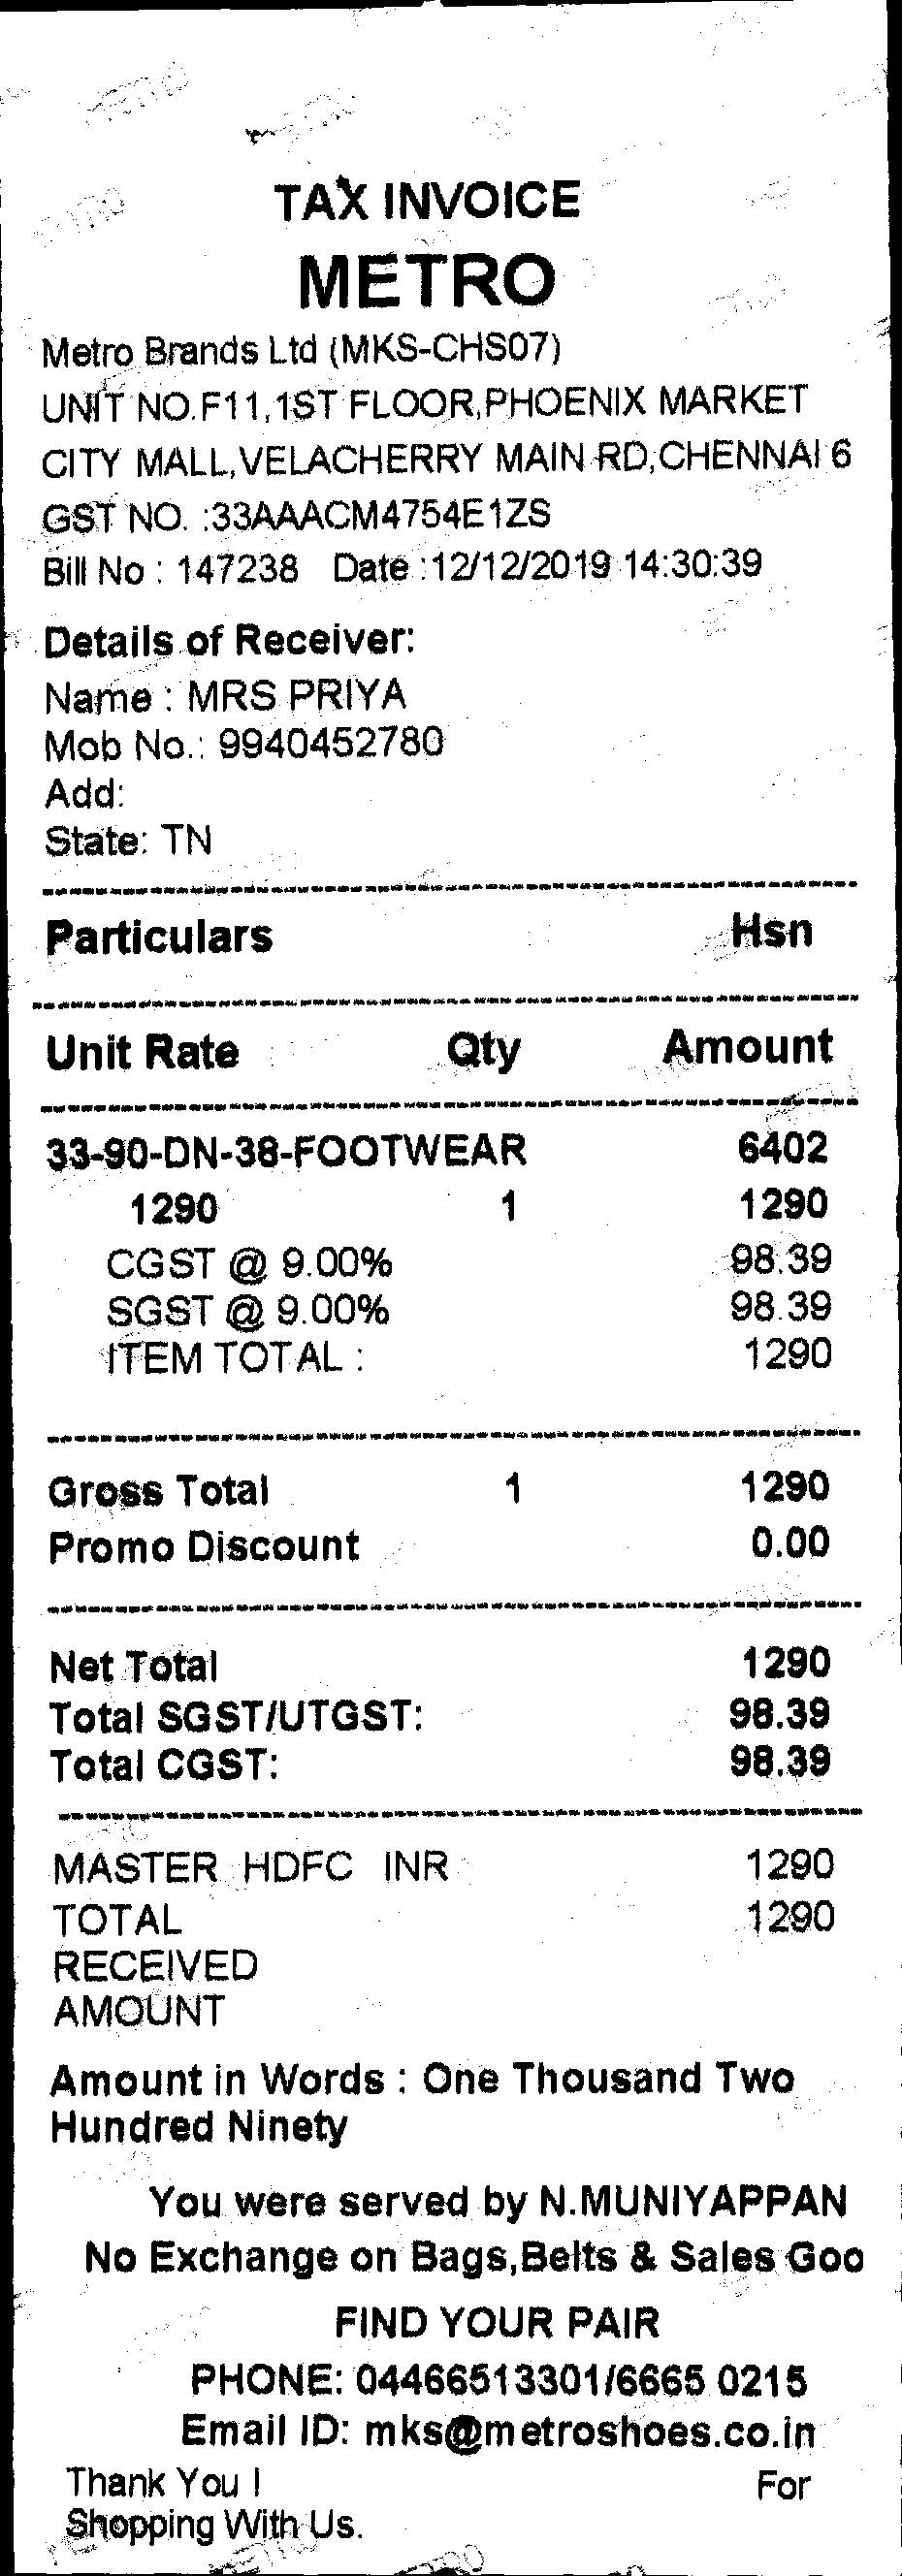 TAX INVOICE
METRO
Metro Brands Ltd (MKS-CHS07)
UNIT NO.F11,1ST FLOOR,PHOENIX MARKET
CITY MALL,VELACHERRY MAIN RD,CHENNAI 6
GST NO. :33AAACM4754E1ZS
Bill No : 147238 Date :12/12/2019 14:30:39
Details of Receiver:
Name : MRS PRIYA
Mob No.: 9940452780
Add:
State: TN
Particulars Hsn
Unit Rate Qty Amount
33-90-DN-38-FOOTWEAR 6402
1290 1 1290
CGST @ 9.00% 98.39
SGST @ 9.00% 98.39
ITEM TOTAL : 1290
Gross Total 1 1290
Promo Discount 0.00
Net Total 1290
Total SGST/UTGST: 98.39
Total CGST: 98.39
MASTER HDFC INR 1290
TOTAL 1290
RECEIVED
AMOUNT
Amount in Words : One Thousand Two
Hundred Ninety
You were served by N.MUNIYAPPAN
No Exchange on Bags,Belts & Sales Goo
FIND YOUR PAIR
PHONE: 04466513301/6665 0215
Email ID: mks@metroshoes.co.in
Thank You ! For
Shopping With Us.